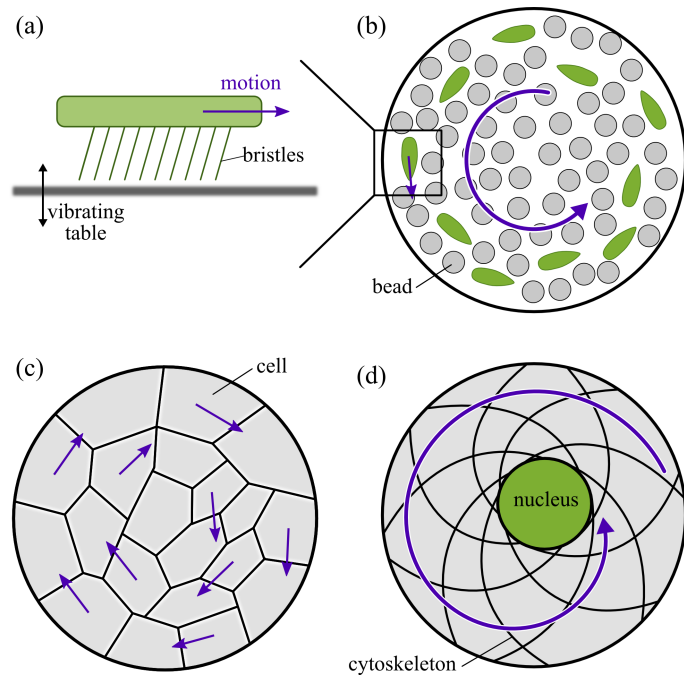 (a)
motion
bristles
vibrating
table
(b)
bead
(c)
cell
(d)
nucleus
cytoskeleton